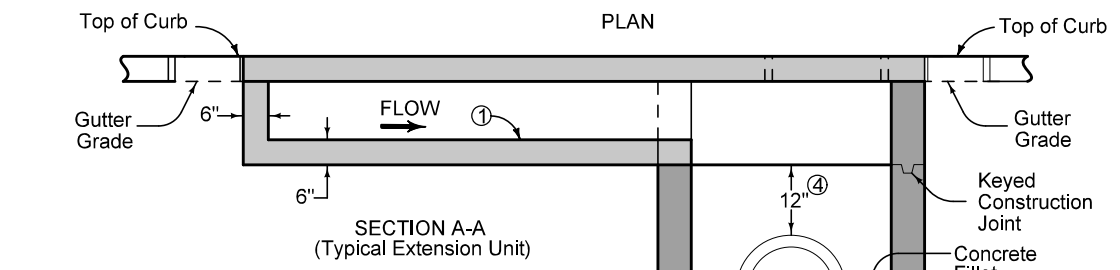 PLAN
Top of Curb
Top of Curb
Gutter
Grade
6"
FLOW
1
Gutter
Grade
6"
12"
4
Keyed
Construction
Joint
SECTION A-A
(Typical Extension Unit)
Concrete
Fillet